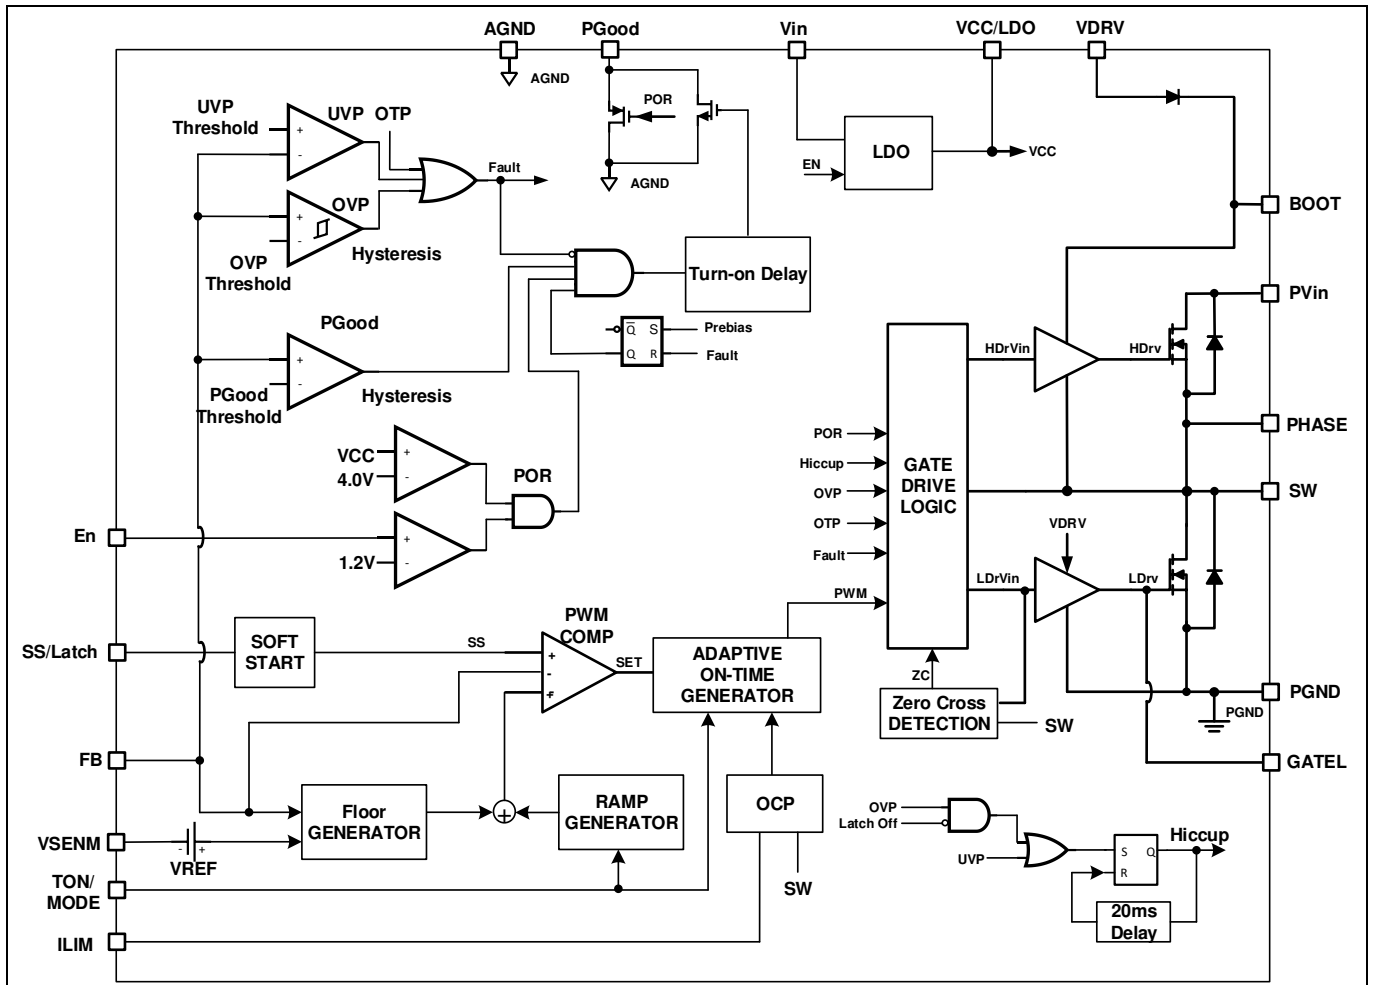 AGND
PGood
Vin
VCC/LDO
VDRV
AGND
UVP
Threshold
UVP
OTP
+
-
Fault
POR
AGND
LDO
EN
VCC
BOOT
OVP
+
-
Hysteresis
OVP
Threshold
Turn-on Delay
PVin
PGood
Q
S
Prebias
Q
R
Fault
+
-
PGood
Threshold
Hysteresis
HDrVin
HDrv
PHASE
VCC
4.0V
+
-
POR
POR
Hiccup
OVP
OTP
Fault
PWM
GATE
DRIVE
LOGIC
SW
En
1.2V
+
-
VDRV
LDrVin
LDrv
SS/Latch
SOFT
START
SS
PWM
COMP
+
-
+
SET
ADAPTIVE
ON-TIME
GENERATOR
ZC
Zero Cross
DETECTION
SW
PGND
PGND
FB
GATEL
Floor
GENERATOR
+
RAMP
GENERATOR
OCP
SW
VSENM
-
+
VREF
TON/
MODE
ILIM
OVP
Latch Off
UVP
S
Q
R
Hiccup
20ms
Delay